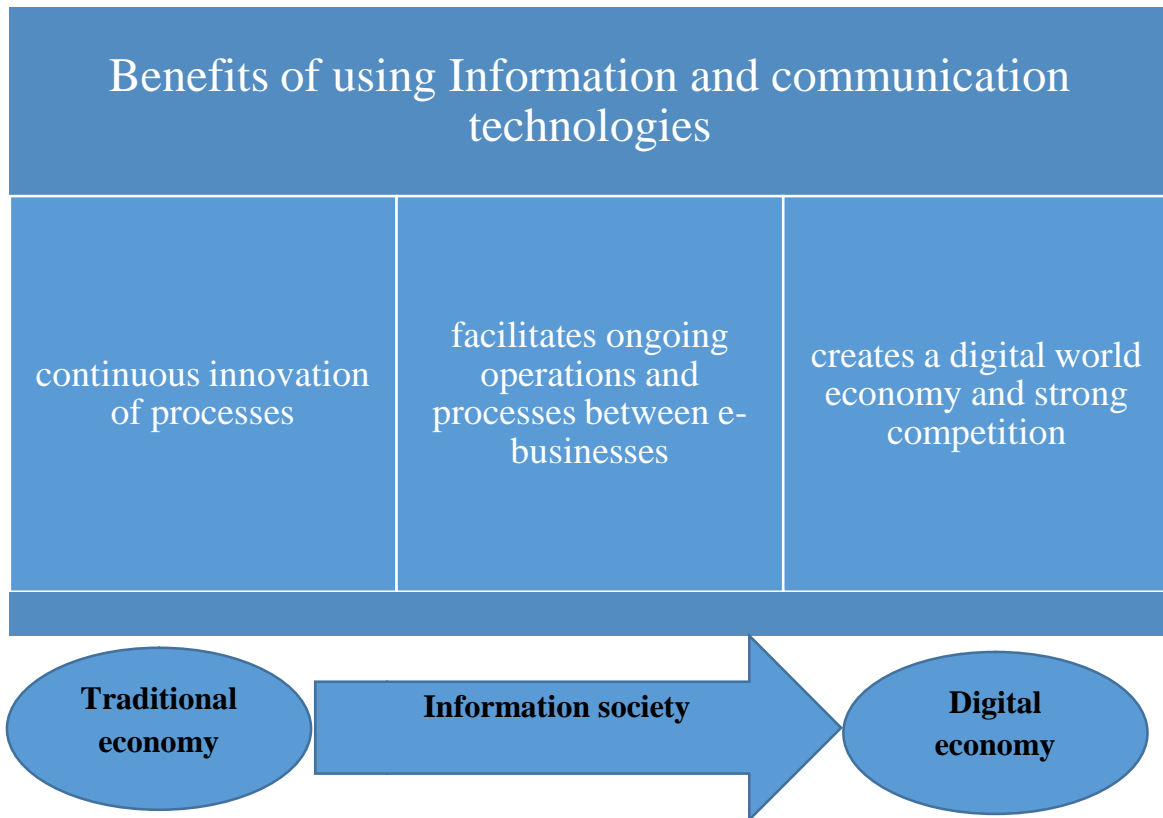 Benefits of using Information and communication
technologies
continuous innovation
of processes
facilitates ongoing
operations and
processes between e-
businesses
creates a digital world
economy and strong
competition
Traditional
economy
Information society
Digital
economy